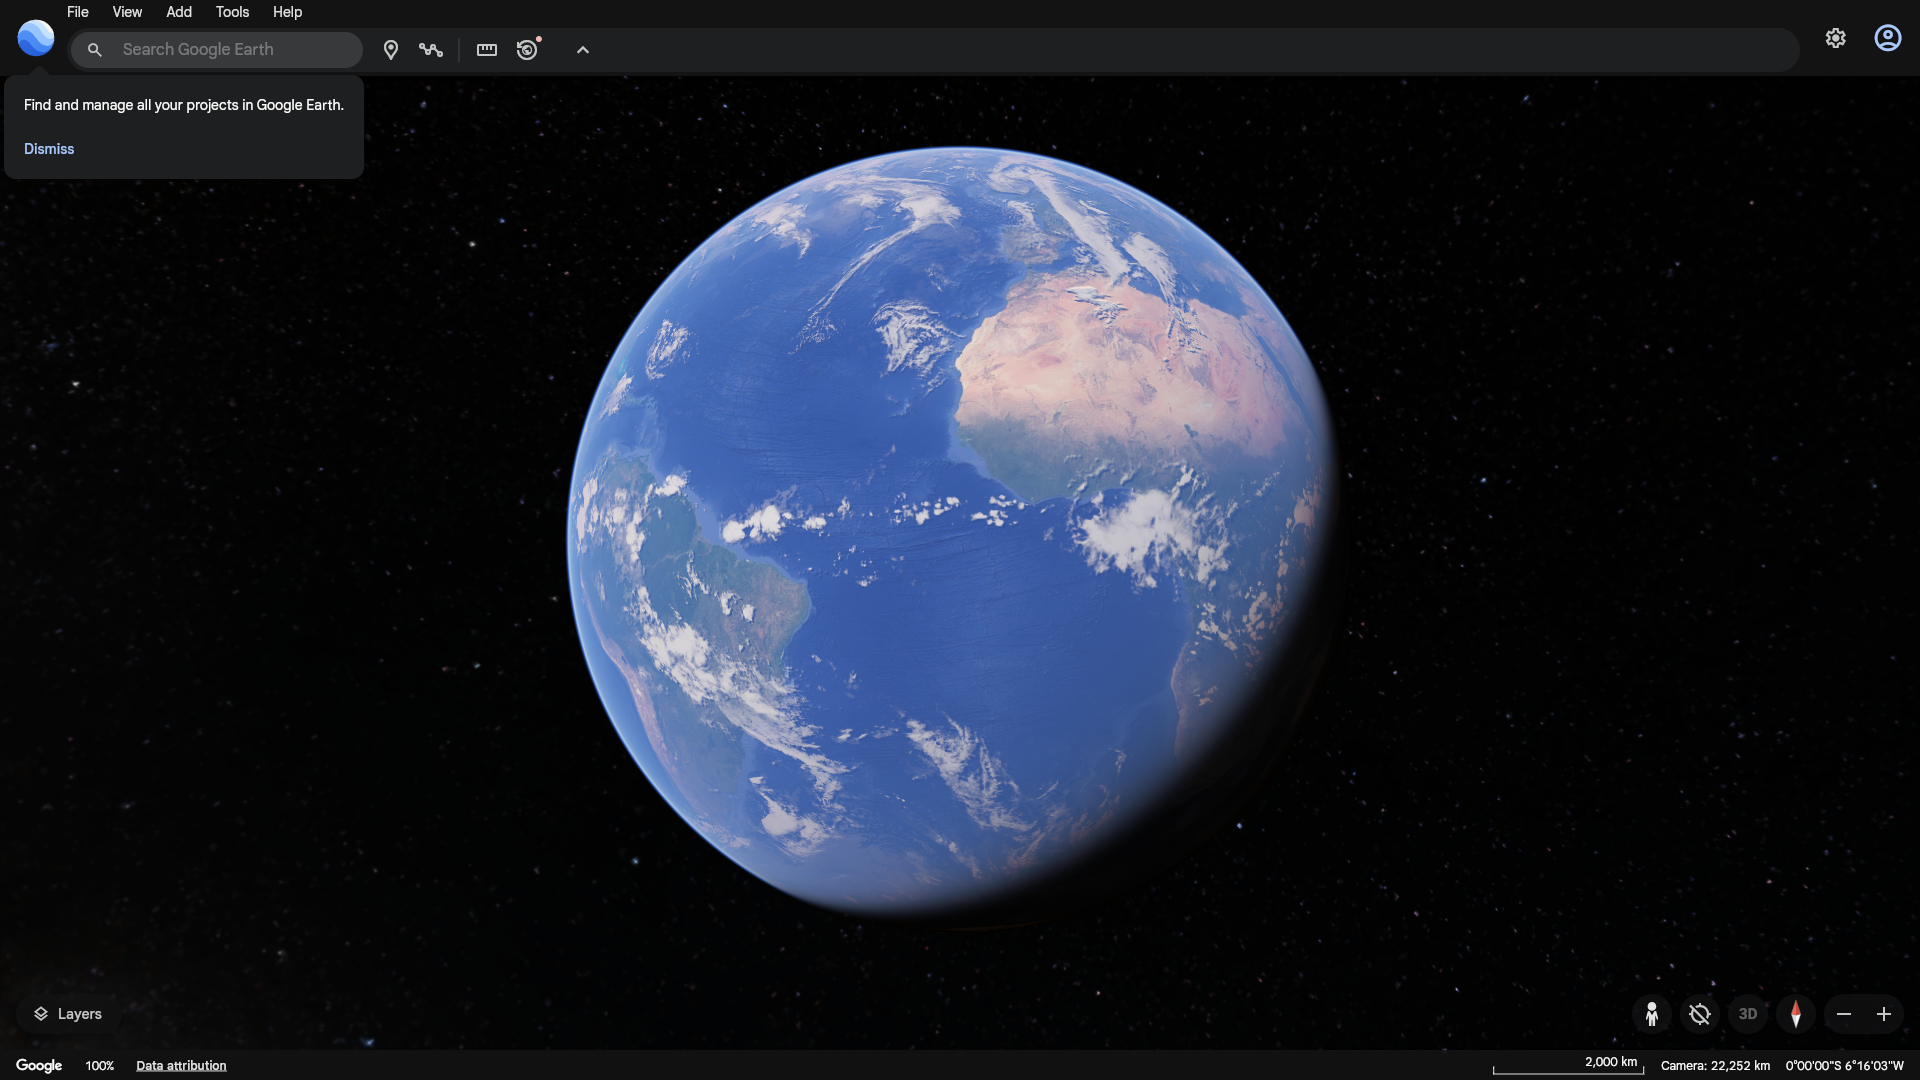 File View Add Tools Help
Search Google Earth
Find and manage all your projects in Google Earth.
Dismiss
Layers
3D
Google 100% Data attribution 2,000 km Camera: 22,252 km 0°00'00"S 6°16'03"W